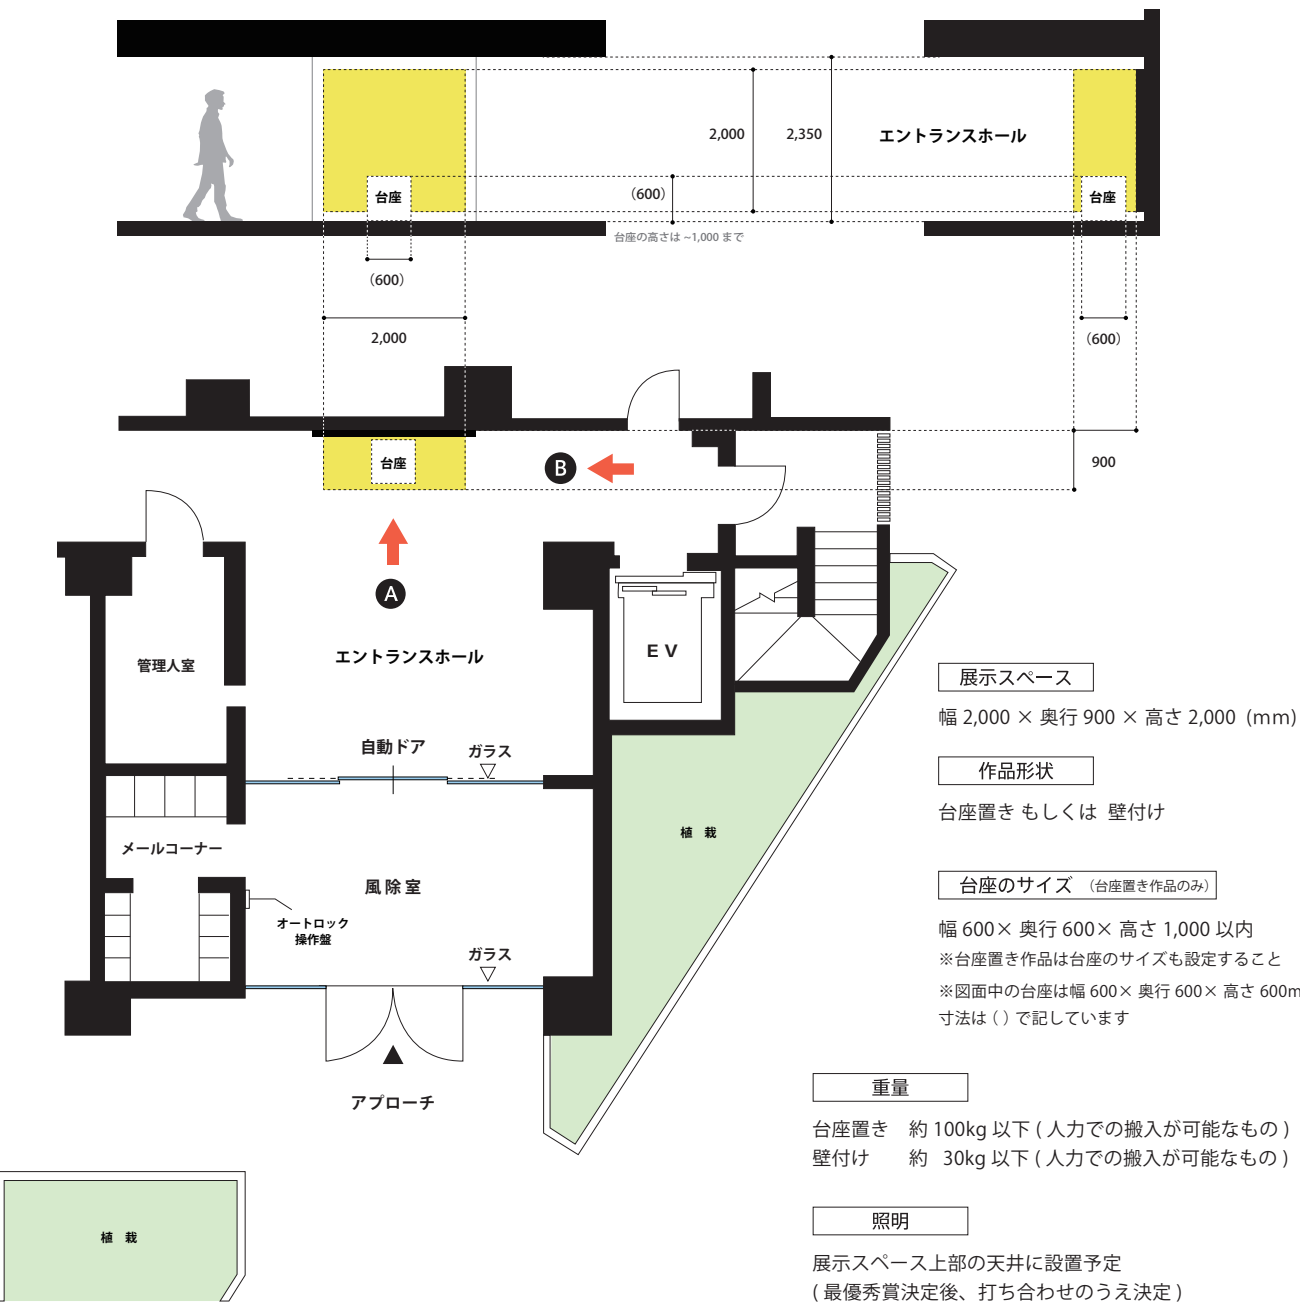 2,000
2,350
エントランスホール
台座
(600)
台座
台座の高さは ~1,000 まで
(600)
2,000
(600)
台座
B
900
A
エントランスホール
管理人室
E V
自動ドア
ガラス
メールコーナー
風除室
オートロック
操作盤
ガラス
アプローチ
植 栽
植 栽
展示スペース
幅 2,000 × 奥行 900 × 高さ 2,000 (mm)
作品形状
台座置き もしくは 壁付け
台座のサイズ (台座置き作品のみ)
幅 600× 奥行 600× 高さ 1,000 以内
※台座置き作品は台座のサイズも設定すること
※図面中の台座は幅 600× 奥行 600× 高さ 600m
寸法は ( ) で記しています
重量
台座置き 約 100kg 以下 ( 人力での搬入が可能なもの )
壁付け 約 30kg 以下 ( 人力での搬入が可能なもの )
照明
展示スペース上部の天井に設置予定
( 最優秀賞決定後、打ち合わせのうえ決定 )